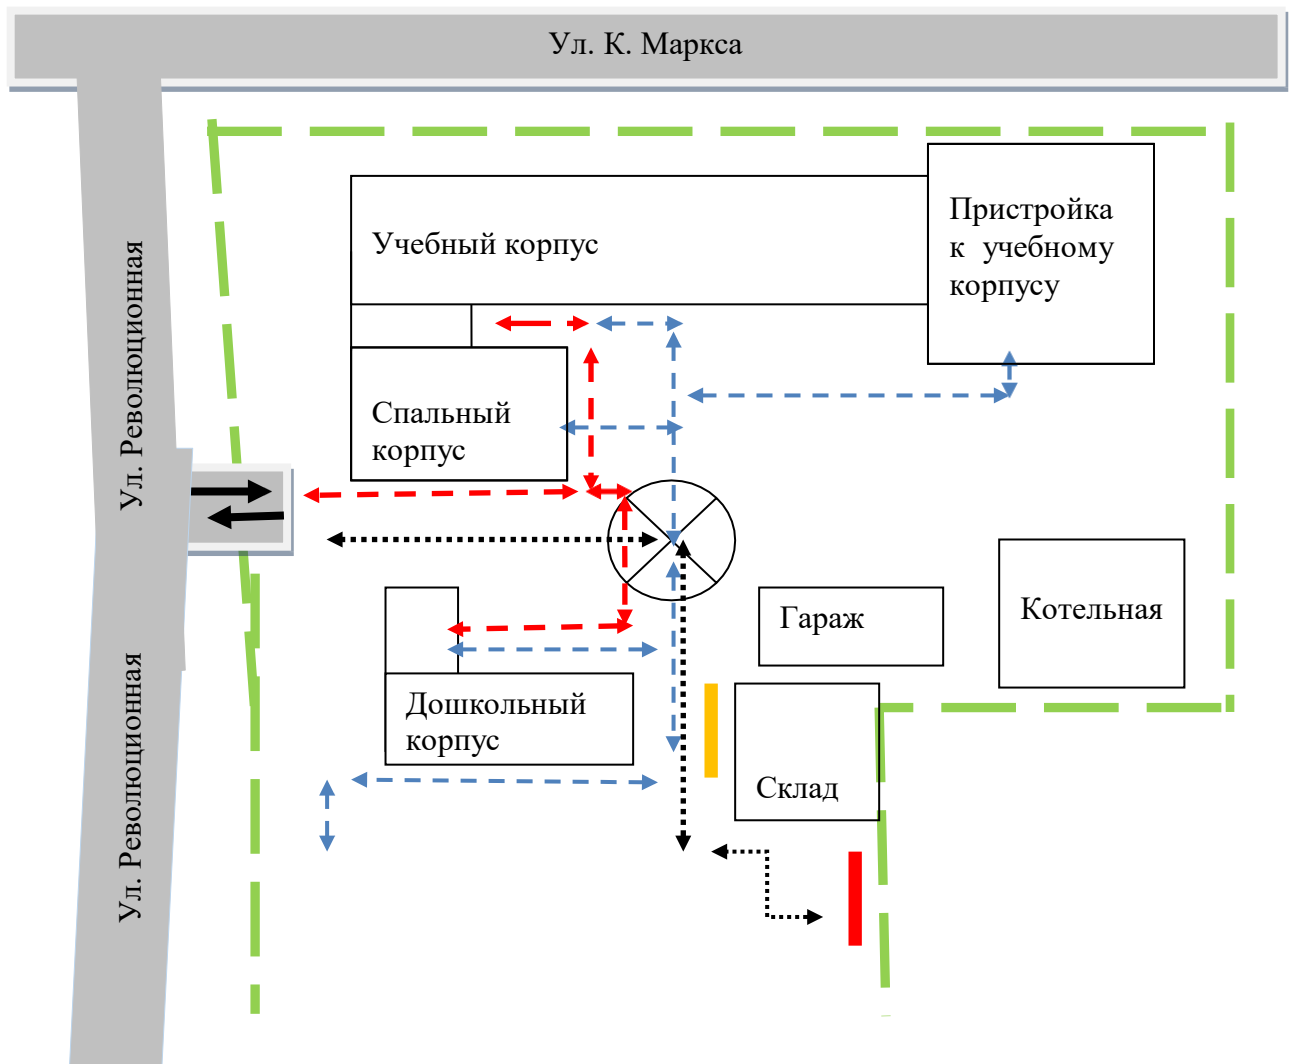 Ул. К. Маркса
Ул. Революционная
Учебный корпус
Пристройка
к учебному
корпусу
Спальный
корпус
Гараж
Котельная
Ул. Революционная
Дошкольный
корпус
Склад